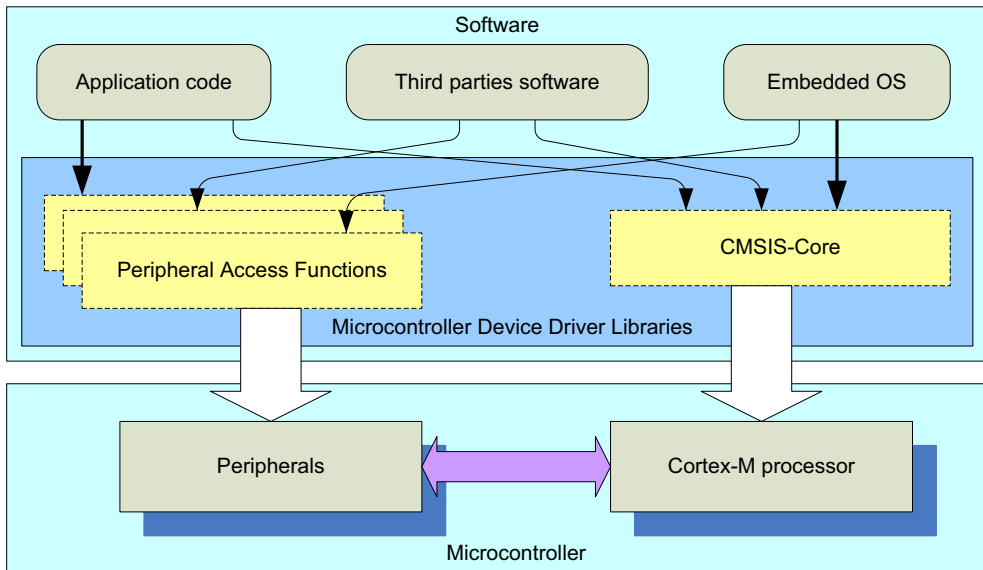 Software
Application code
Third parties software
Embedded OS
Peripheral Access Functions
CMSIS-Core
Microcontroller Device Driver Libraries
Peripherals
Cortex-M processor
Microcontroller